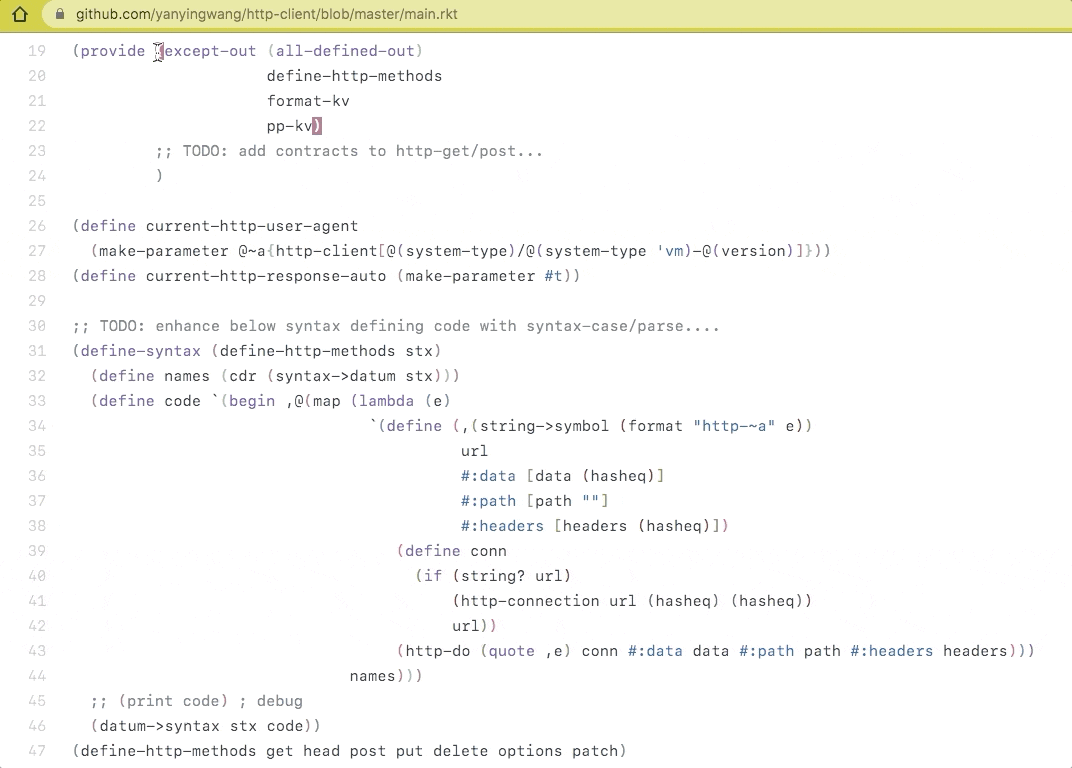 github.com/yanyingwang/http-client/blob/master/main.rkt
19 (provide (except-out (all-defined-out)
20 define-http-methods
21 format-kv
22 pp-kv)
23 ;; TODO: add contracts to http-get/post...
24 )
25
26 (define current-http-user-agent
27 (make-parameter @~a{http-client[@(system-type)/@(system-type 'vm)-@(version)]}))
28 (define current-http-response-auto (make-parameter #t))
29
30 ;; TODO: enhance below syntax defining code with syntax-case/parse....
31 (define-syntax (define-http-methods stx)
32 (define names (cdr (syntax->datum stx)))
33 (define code `(begin ,@(map (lambda (e)
34 `(define (,(string->symbol (format "http-~a" e))
35 url
36 #:data [data (hasheq)]
37 #:path [path ""]
38 #:headers [headers (hasheq)])
39 (define conn
40 (if (string? url)
41 (http-connection url (hasheq) (hasheq))
42 url))
43 (http-do (quote ,e) conn #:data data #:path path #:headers headers)))
44 names)))
45 ;; (print code) ; debug
46 (datum->syntax stx code))
47 (define-http-methods get head post put delete options patch)